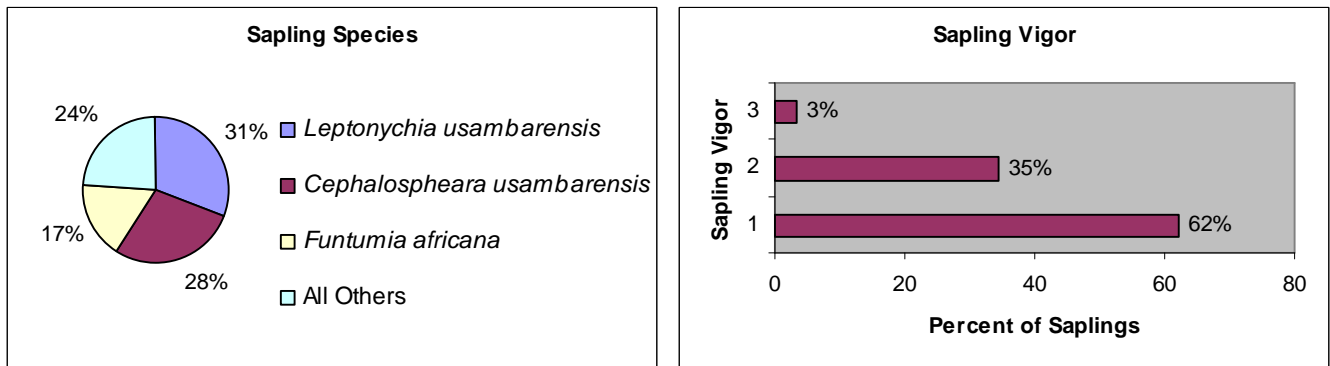 Sapling Species
24%
31%
17%
28%
Leptonychia usambarensis
Cephalospheara usambarensis
Funtumia africana
All Others
Sapling Vigor
Sapling Vigor
3
3%
2
35%
1
62%
0 20 40 60 80
Percent of Saplings